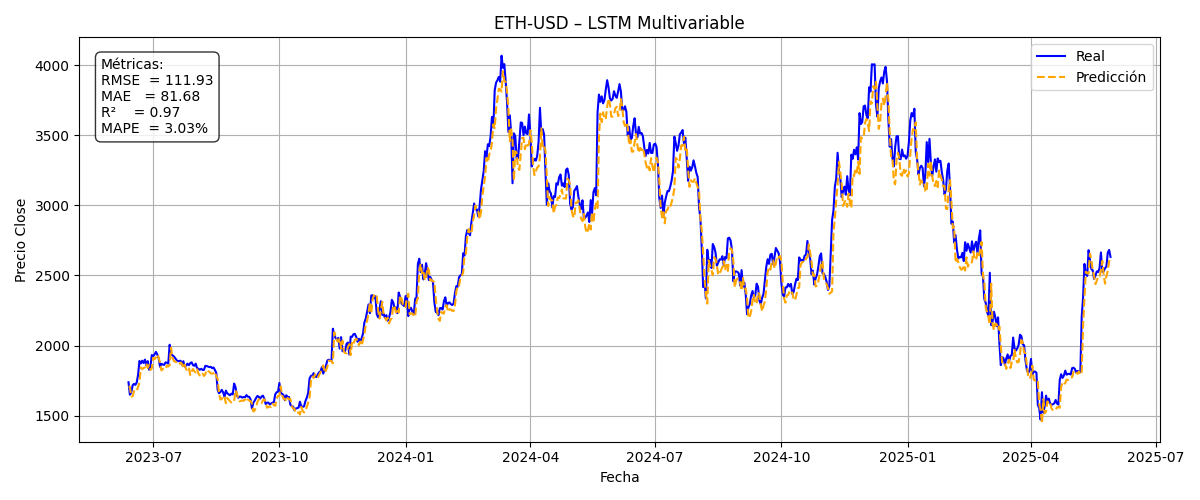 ETH-USD – LSTM Multivariable
Métricas:
RMSE = 111.93
MAE = 81.68
R² = 0.97
MAPE = 3.03%
Real
Predicción
Precio Close
4000
3500
3000
2500
2000
1500
2023-07
2023-10
2024-01
2024-04
2024-07
2024-10
2025-01
2025-04
2025-07
Fecha